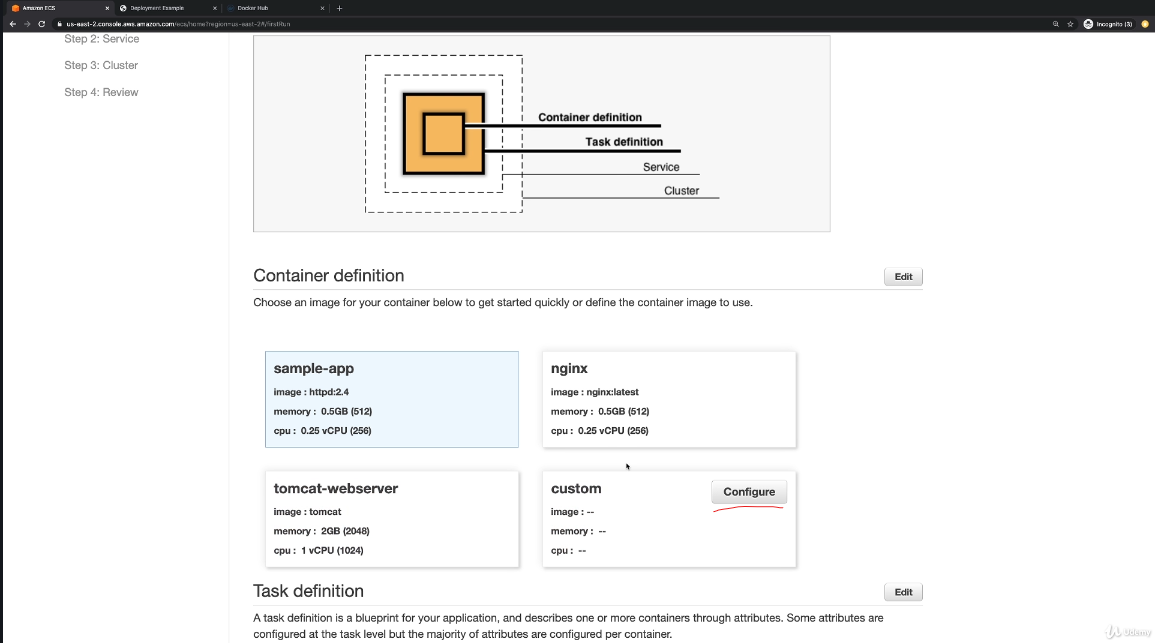 Amazon ECS
Deployment Example
Docker Hub
us-east-2.console.aws.amazon.com/ecs/home?region=us-east-2#/firstRun
Incognito (3)
Step 2: Service
Step 3: Cluster
Step 4: Review
Container definition
Task definition
Service
Cluster
Container definition
Edit
Choose an image for your container below to get started quickly or define the container image to use.
sample-app
image : httpd:2.4
memory : 0.5GB (512)
cpu : 0.25 vCPU (256)
nginx
image : nginx:latest
memory : 0.5GB (512)
cpu : 0.25 vCPU (256)
tomcat-webserver
image : tomcat
memory : 2GB (2048)
cpu : 1 vCPU (1024)
custom
Configure
image : --
memory : --
cpu : --
Task definition
Edit
A task definition is a blueprint for your application, and describes one or more containers through attributes. Some attributes are
configured at the task level but the majority of attributes are configured per container.
Udemy